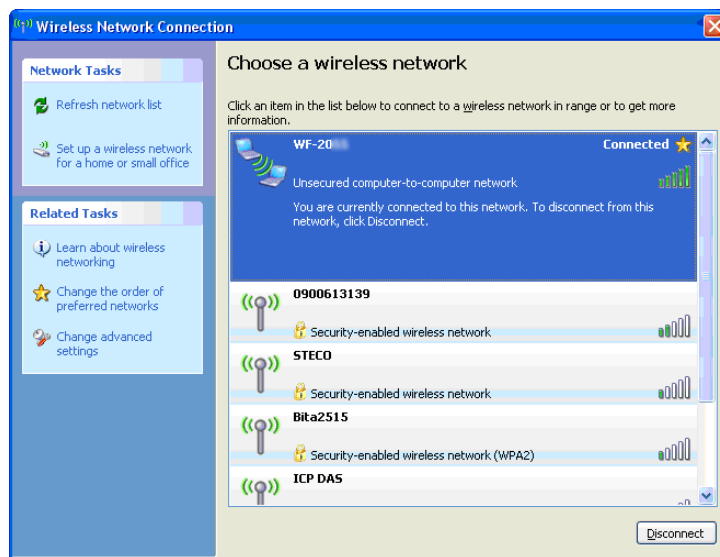 Wireless Network Connection
Network Tasks
Refresh network list
Set up a wireless network
for a home or small office
Related Tasks
Learn about wireless
networking
Change the order of
preferred networks
Change advanced
settings
Choose a wireless network
Click an item in the list below to connect to a wireless network in range or to get more
information.
WF-20
Connected
Unsecured computer-to-computer network
You are currently connected to this network. To disconnect from this
network, click Disconnect.
0900613139
Security-enabled wireless network
STECO
Security-enabled wireless network
Bita2515
Security-enabled wireless network (WPA2)
ICP DAS
Disconnect